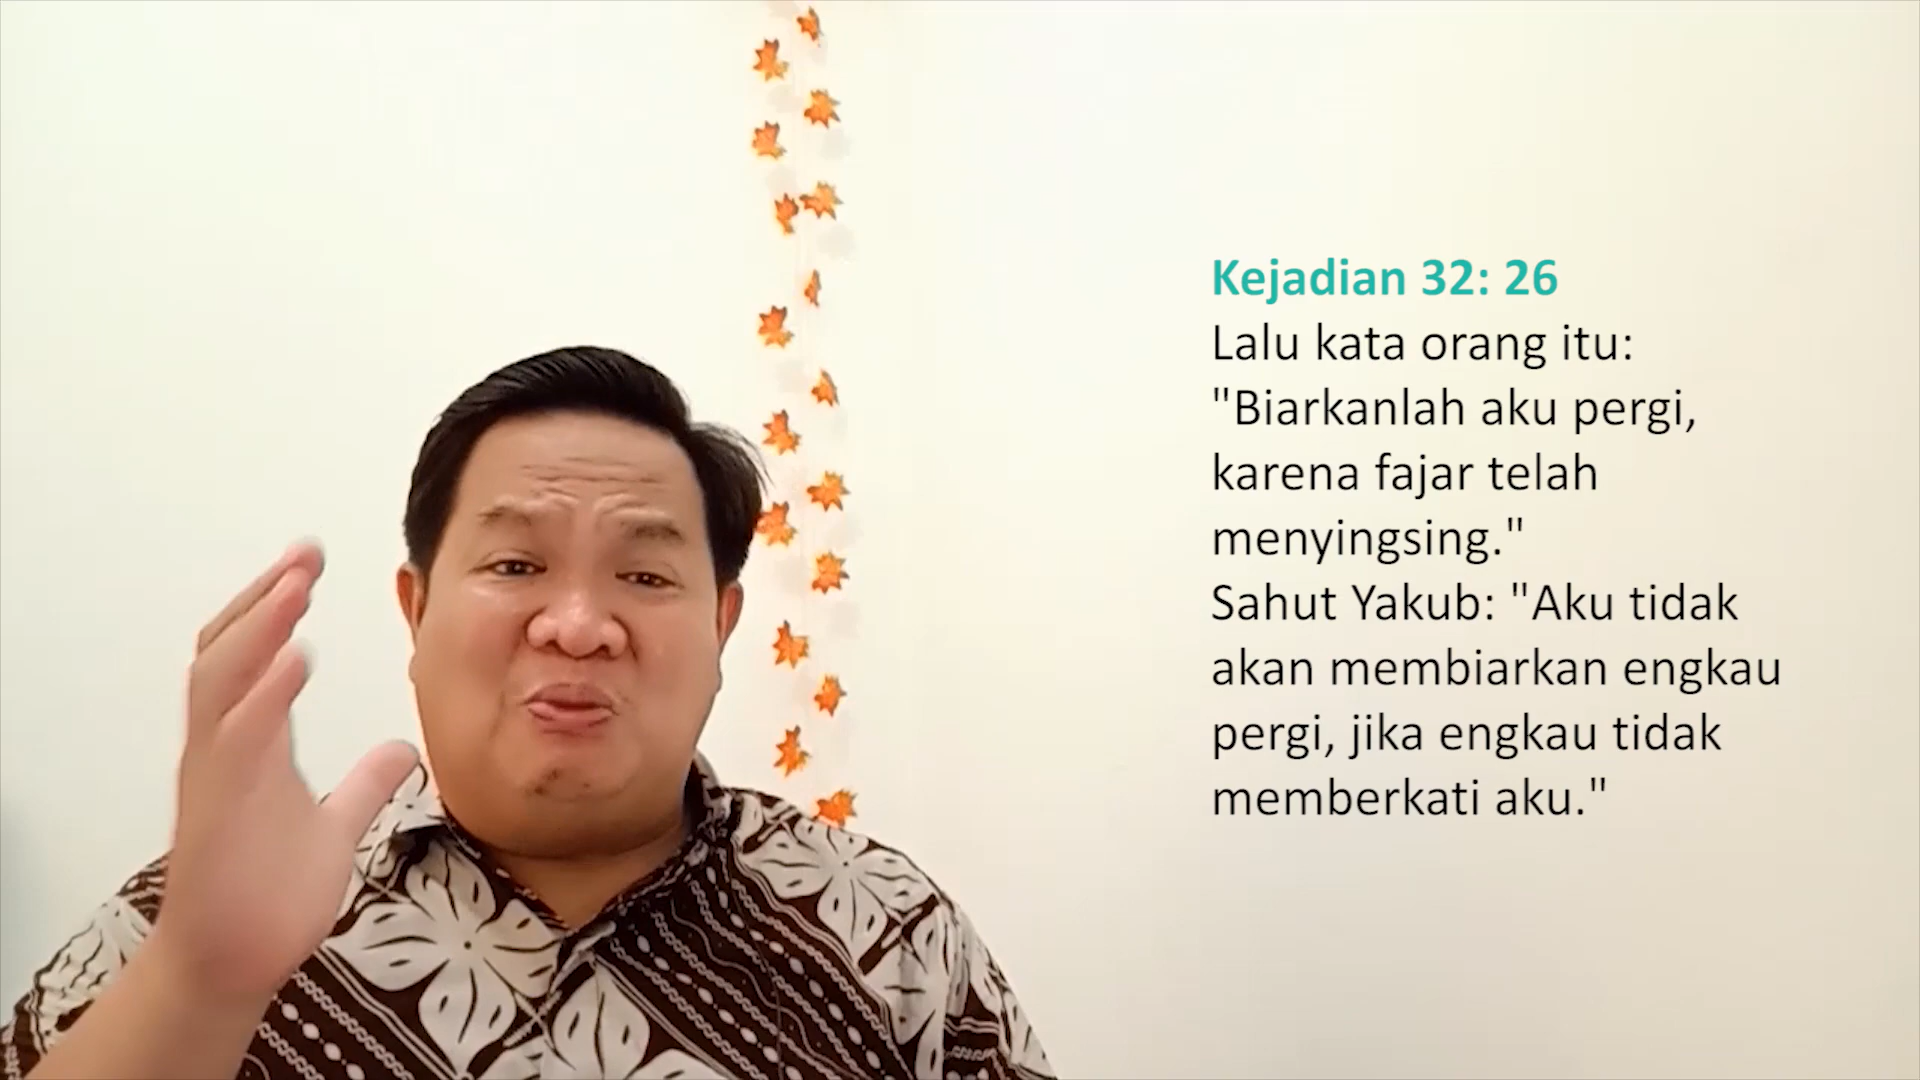 Kejadian 32: 26
Lalu kata orang itu:
"Biarkanlah aku pergi,
karena fajar telah
menyingsing."
Sahut Yakub: "Aku tidak
akan membiarkan engkau
pergi, jika engkau tidak
memberkati aku."